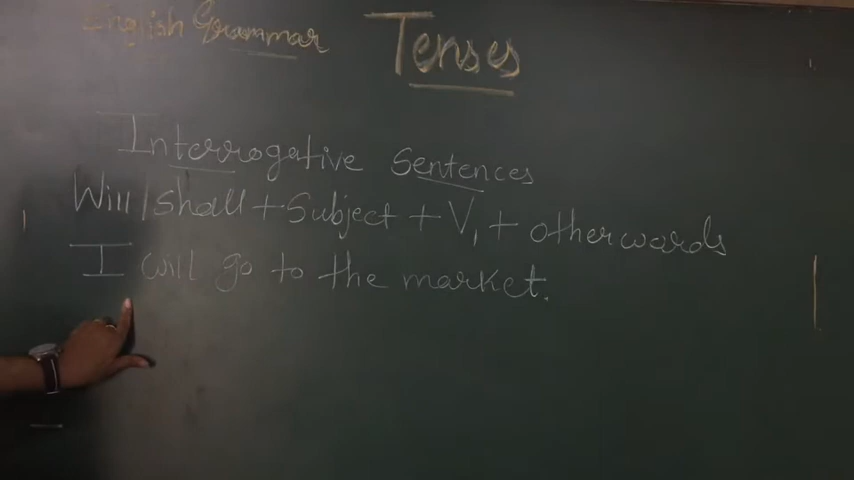 English Grammar
Tenses
Interrogative Sentences
Will/shall + Subject + V1 + other words
I will go to the market.